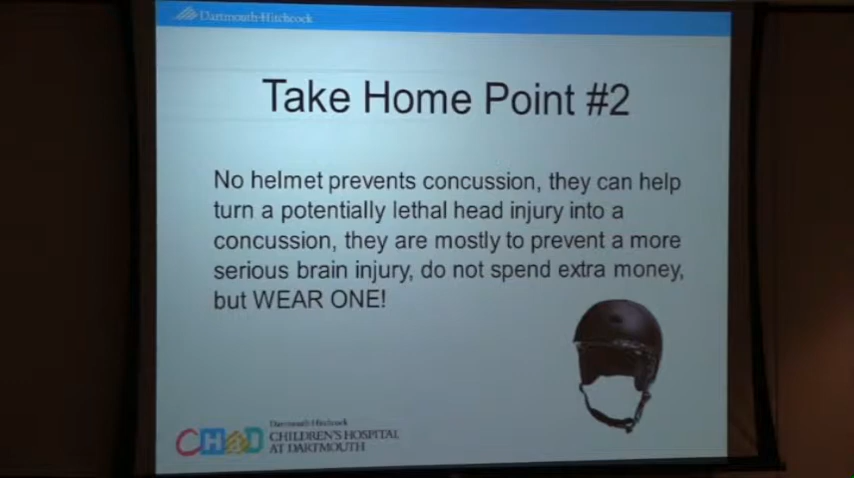 Dartmouth-Hitchcock
Take Home Point #2
No helmet prevents concussion, they can help
turn a potentially lethal head injury into a
concussion, they are mostly to prevent a more
serious brain injury, do not spend extra money,
but WEAR ONE!
CHaD
Dartmouth-Hitchcock
CHILDREN'S HOSPITAL
AT DARTMOUTH